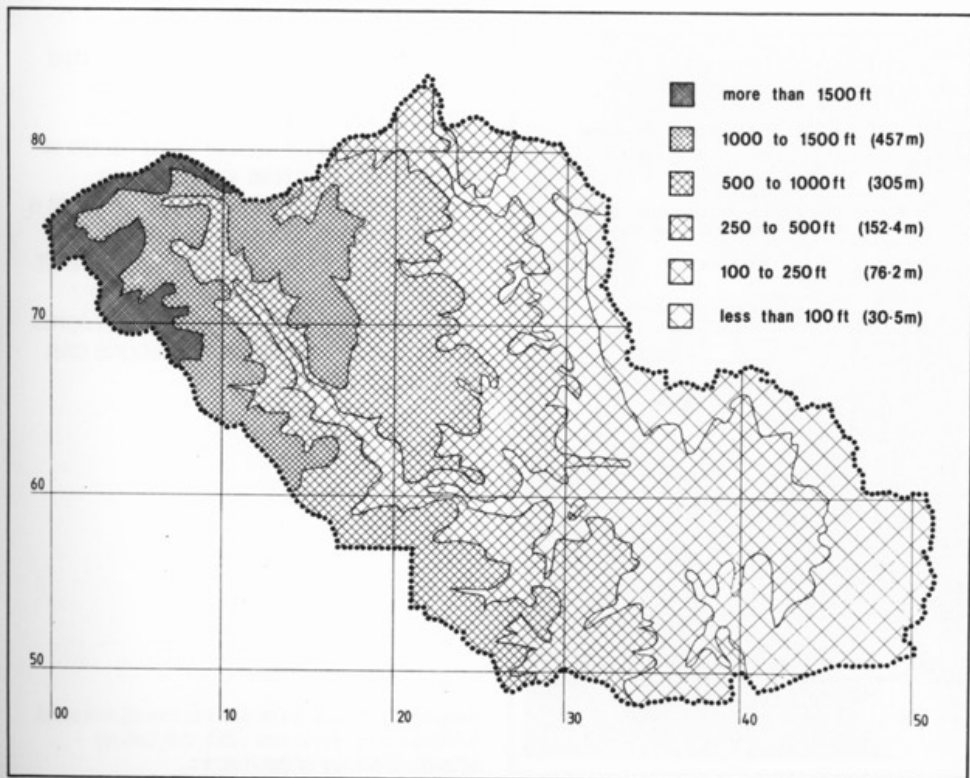 more than 1500 ft
1000 to 1500 ft (457 m)
500 to 1000 ft (305 m)
250 to 500 ft (152·4 m)
100 to 250 ft (76·2 m)
less than 100 ft (30·5 m)
80
70
60
50
00 10 20 30 40 50